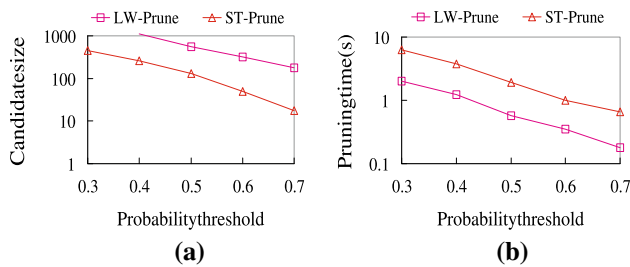 LW-Prune ST-Prune
1000
100
10
1
0.3 0.4 0.5 0.6 0.7
Candidatesize
Probabilitythreshold
(a)
LW-Prune ST-Prune
10
1
0.1
0.3 0.4 0.5 0.6 0.7
Pruningtime(s)
Probabilitythreshold
(b)